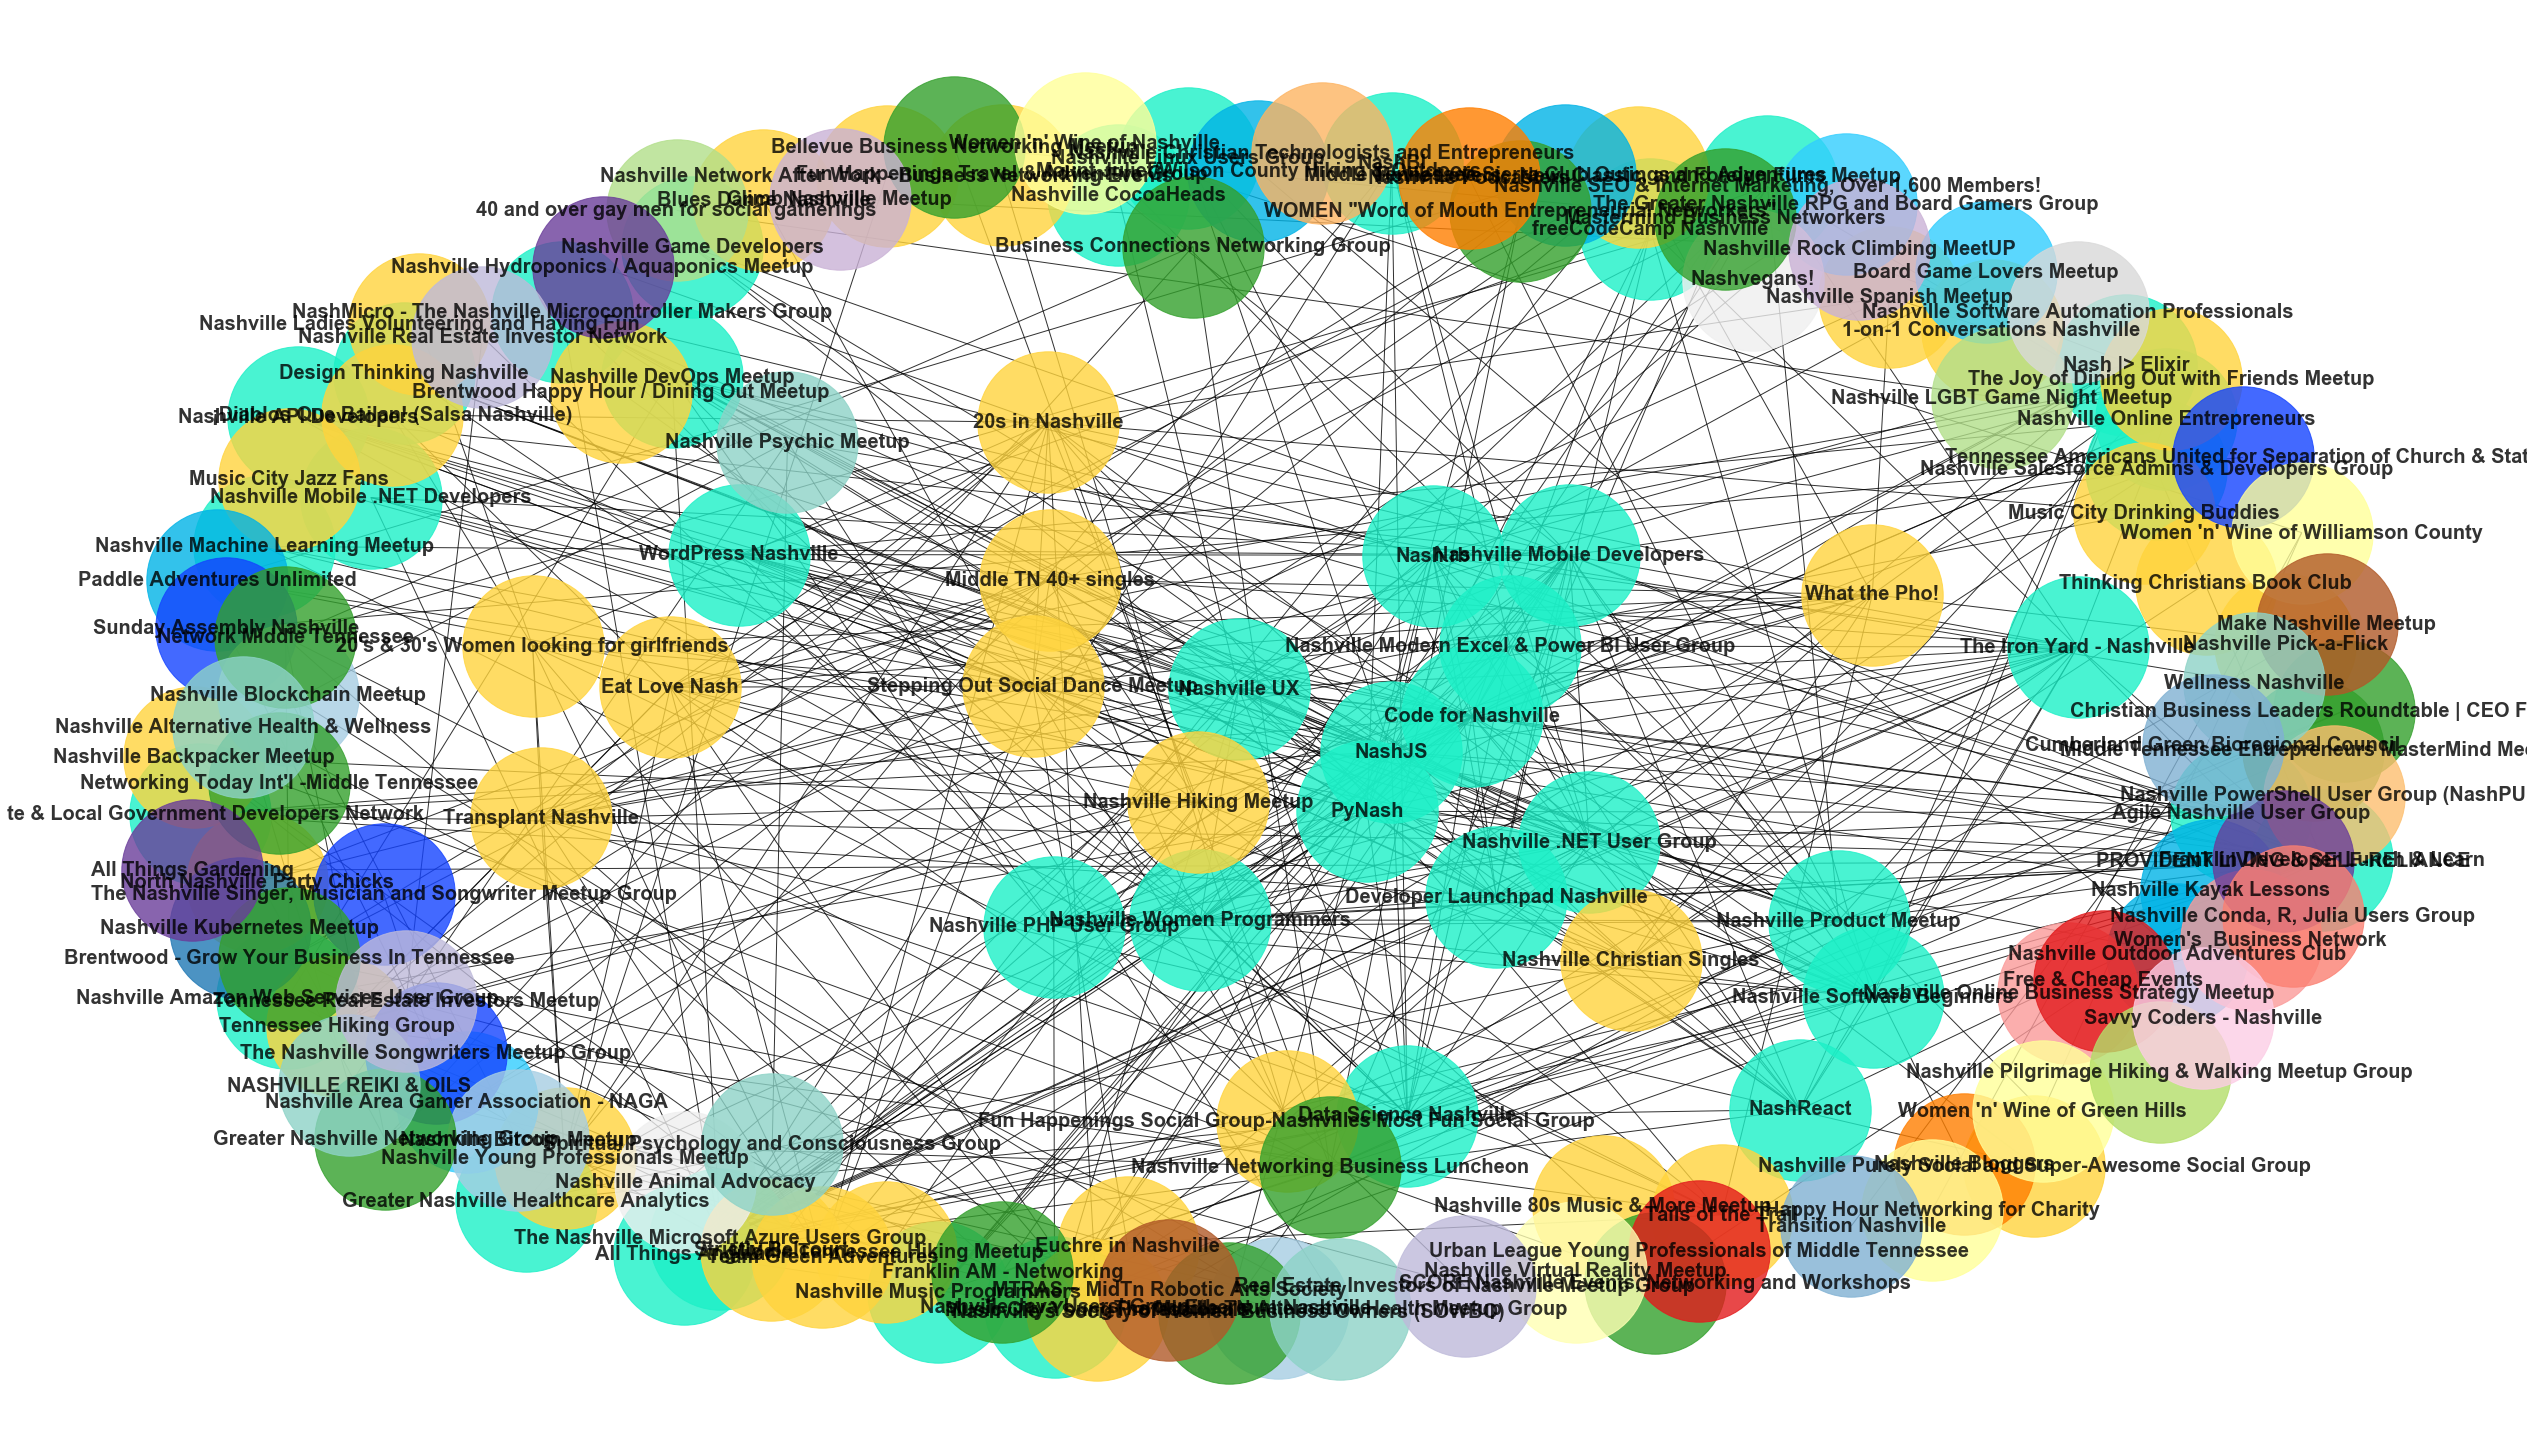 Women 'n' Wine of Nashville
Bellevue Business Networking Meetup
Nashville Christian Technologists and Entrepreneurs
Nashville Linux Users Group
NashBI
Nashville Network After Work - Business Networking Events
Fun Happenings Travel & Adventure Group
Nashville SEO & Internet Marketing, Over 1,600 Members!
Blues Dance Nashville
Climb Nashville Meetup
Nashville CocoaHeads
The Greater Nashville RPG and Board Gamers Group
40 and over gay men for social gatherings
WOMEN "Word of Mouth Entrepreneurial Networkers"
Mastermind Business Networkers
freeCodeCamp Nashville
Nashville Game Developers
Business Connections Networking Group
Nashville Rock Climbing MeetUP
Nashville Hydroponics / Aquaponics Meetup
Board Game Lovers Meetup
Nashvegans!
Nashville Spanish Meetup
NashMicro - The Nashville Microcontroller Makers Group
Nashville Software Automation Professionals
Nashville Ladies Volunteering and Having Fun
1-on-1 Conversations Nashville
Nashville Real Estate Investor Network
Nash |> Elixir
Design Thinking Nashville
Nashville DevOps Meetup
The Joy of Dining Out with Friends Meetup
Brentwood Happy Hour / Dining Out Meetup
Nashville LGBT Game Night Meetup
Nashville API Developers
¡Diablos Que Bailan! (Salsa Nashville)
20s in Nashville
Nashville Online Entrepreneurs
Nashville Psychic Meetup
Tennessee Americans United for Separation of Church & Stat
Nashville Salesforce Admins & Developers Group
Music City Jazz Fans
Nashville Mobile .NET Developers
Music City Drinking Buddies
Women 'n' Wine of Williamson County
Nashville Machine Learning Meetup
WordPress Nashville
Nashrb
Nashville Mobile Developers
Paddle Adventures Unlimited
Middle TN 40+ singles
Thinking Christians Book Club
What the Pho!
Sunday Assembly Nashville
Network Middle Tennessee
Make Nashville Meetup
20's & 30's Women looking for girlfriends
Nashville Modern Excel & Power BI User Group
The Iron Yard - Nashville
Nashville Pick-a-Flick
Eat Love Nash
Stepping Out Social Dance Meetup
Nashville UX
Wellness Nashville
Nashville Blockchain Meetup
Code for Nashville
Christian Business Leaders Roundtable | CEO F
Nashville Alternative Health & Wellness
Cumberland Green Bioregional Council
Middle Tennessee Entrepreneurs MasterMind Mee
Nashville Backpacker Meetup
NashJS
Networking Today Int'l -Middle Tennessee
Nashville Hiking Meetup
Nashville PowerShell User Group (NashPU
te & Local Government Developers Network
Transplant Nashville
PyNash
Agile Nashville User Group
Nashville .NET User Group
PROVIDENT LIVING & SELF-RELIANCE
Franklin Developer Lunch & Learn
All Things Gardening
North Nashville Party Chicks
The Nashville Singer, Musician and Songwriter Meetup Group
Developer Launchpad Nashville
Nashville Kayak Lessons
Nashville Kubernetes Meetup
Nashville PHP User Group
Nashville Women Programmers
Nashville Product Meetup
Nashville Conda, R, Julia Users Group
Women's Business Network
Brentwood - Grow Your Business In Tennessee
Nashville Christian Singles
Nashville Outdoor Adventures Club
Free & Cheap Events
Nashville Amazon Web Services User Group
Tennessee Real Estate Investors Meetup
Nashville Software Beginners
Nashville Online Business Strategy Meetup
Tennessee Hiking Group
Savvy Coders - Nashville
The Nashville Songwriters Meetup Group
NASHVILLE REIKI & OILS
Nashville Pilgrimage Hiking & Walking Meetup Group
Nashville Area Gamer Association - NAGA
Fun Happenings Social Group-Nashvilles Most Fun Social Group
Data Science Nashville
NashReact
Women 'n' Wine of Green Hills
Greater Nashville Networking Group
Nashville Bitcoin Meetup
Spiritual Psychology and Consciousness Group
Nashville Young Professionals Meetup
Nashville Networking Business Luncheon
Nashville Purely Social and Super-Awesome Social Group
Nashville Bloggers
Nashville Animal Advocacy
Greater Nashville Healthcare Analytics
Nashville 80s Music & More Meetup
Tails of the Trail
Happy Hour Networking for Charity
Transition Nashville
The Nashville Microsoft Azure Users Group
Euchre in Nashville
Team Green Adventures
Urban League Young Professionals of Middle Tennessee
Franklin AM - Networking
Nashville Virtual Reality Meetup
SCORE Nashville Events, Networking and Workshops
Nashville Music Programmers
MTRAS - MidTn Robotic Arts Society
Real Estate Investors of Nashville Meetup Group